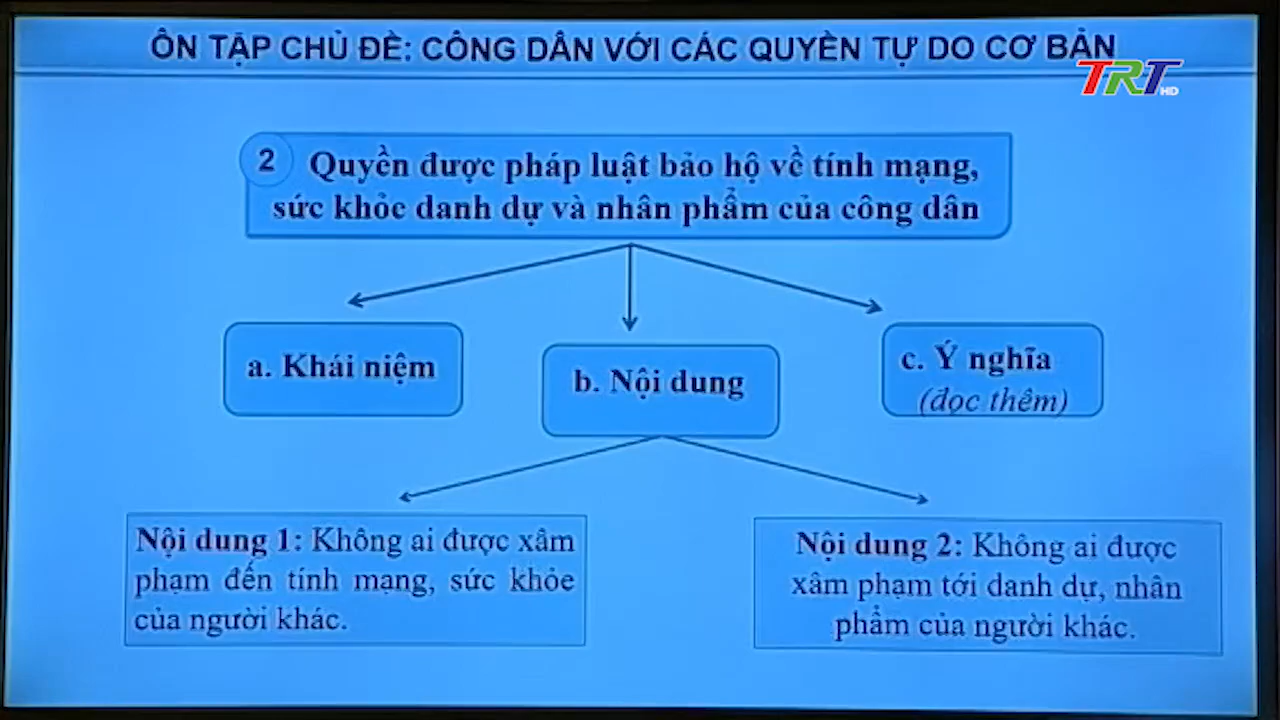 ÔN TẬP CHỦ ĐỀ: CÔNG DÂN VỚI CÁC QUYỀN TỰ DO CƠ BẢN
TRT HD
2
Quyền được pháp luật bảo hộ về tính mạng,
sức khỏe danh dự và nhân phẩm của công dân
a. Khái niệm
b. Nội dung
c. Ý nghĩa
(đọc thêm)
Nội dung 1: Không ai được xâm
phạm đến tính mạng, sức khỏe
của người khác.
Nội dung 2: Không ai được
xâm phạm tới danh dự, nhân
phẩm của người khác.